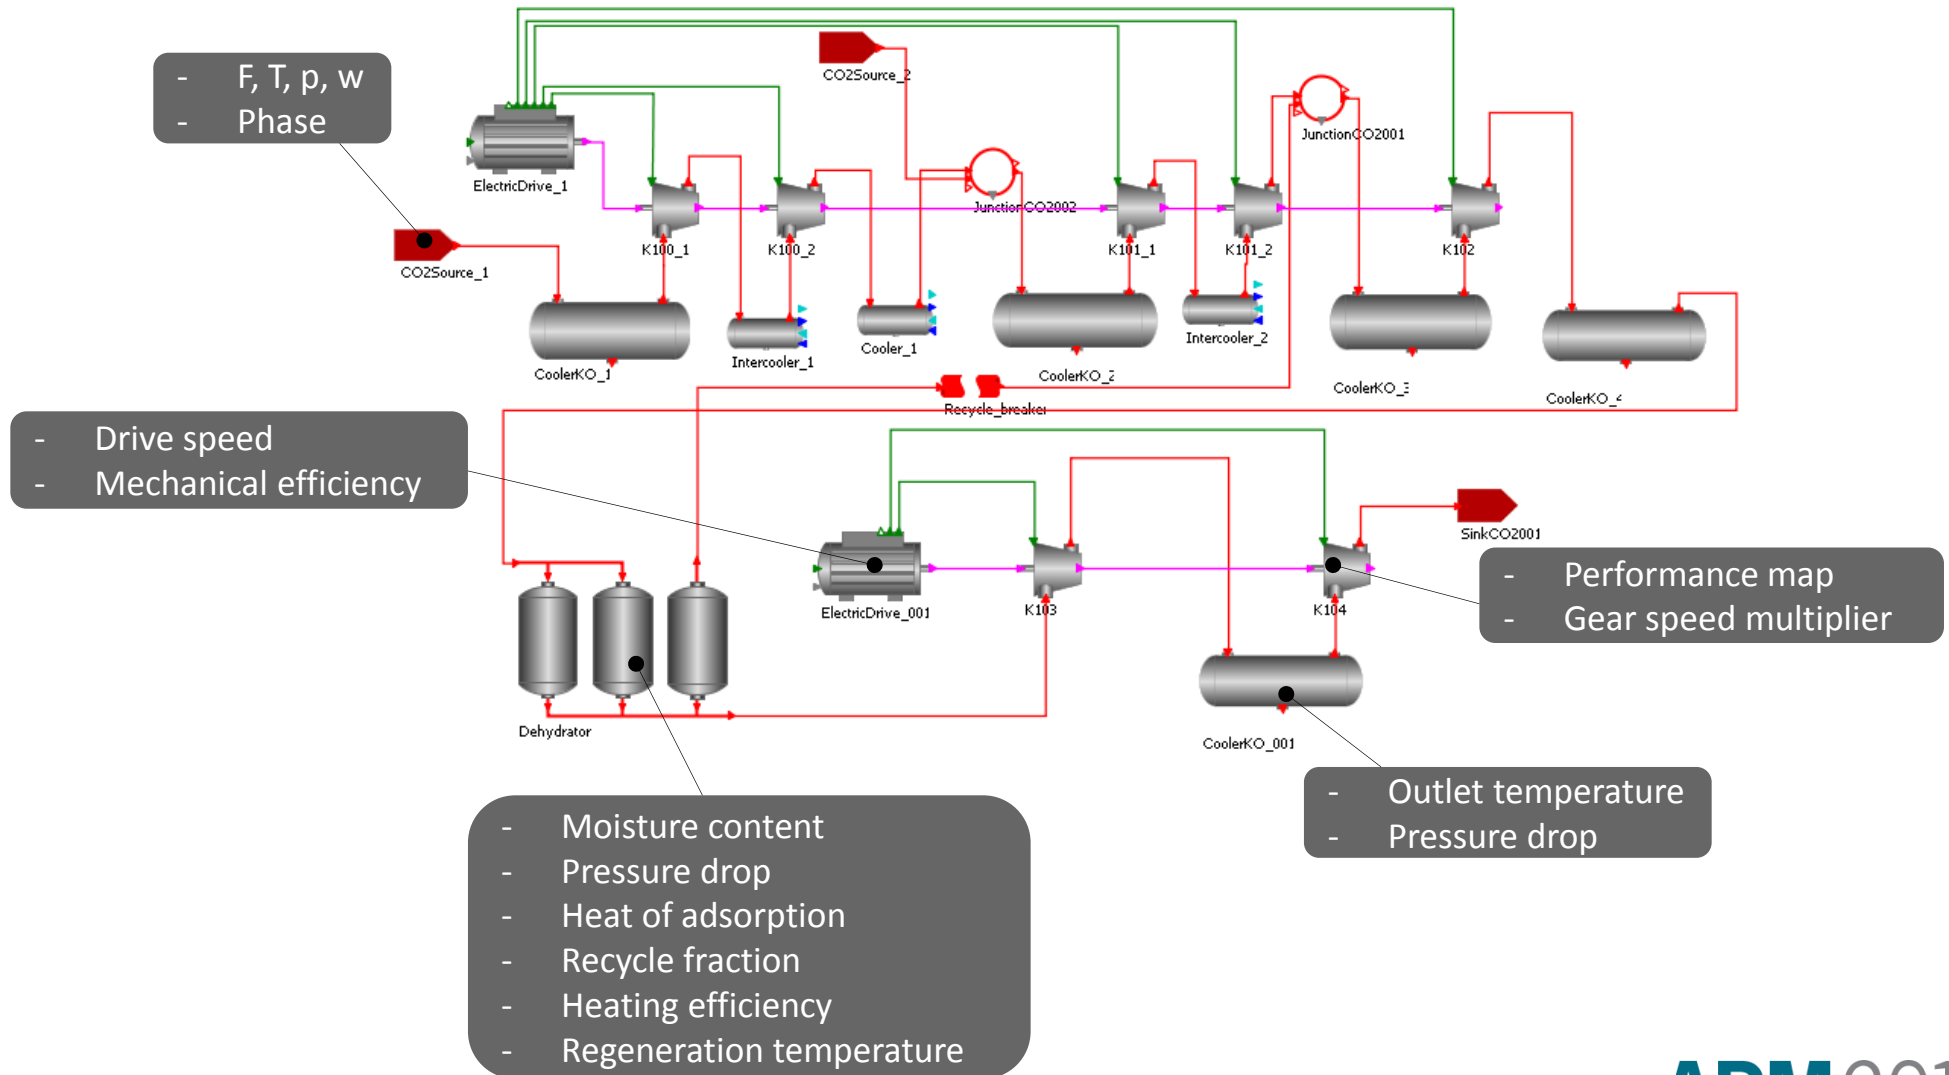 - F, T, p, w
- Phase
CO2Source_2
ElectricDrive_1
JunctionCO2001
JunctionCO2002
CO2Source_1
K100_1
K100_2
K101_1
K101_2
K102
CoolerKO_1
Intercooler_1
Cooler_1
CoolerKO_2
Intercooler_2
CoolerKO_3
CoolerKO_4
Recycle_breaker
- Drive speed
- Mechanical efficiency
SinkCO2001
ElectricDrive_001
K103
K104
- Performance map
- Gear speed multiplier
Dehydrator
CoolerKO_001
- Outlet temperature
- Pressure drop
- Moisture content
- Pressure drop
- Heat of adsorption
- Recycle fraction
- Heating efficiency
- Regeneration temperature